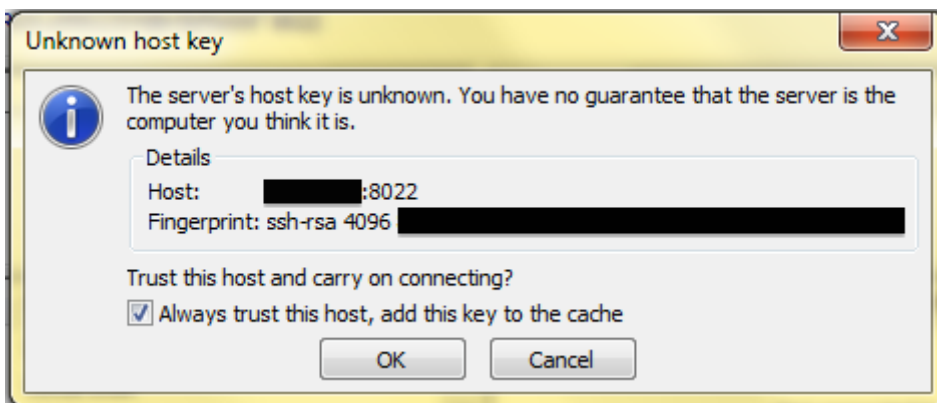 Unknown host key
The server's host key is unknown. You have no guarantee that the server is the
computer you think it is.
Details
Host: :8022
Fingerprint: ssh-rsa 4096
Trust this host and carry on connecting?
Always trust this host, add this key to the cache
OK Cancel